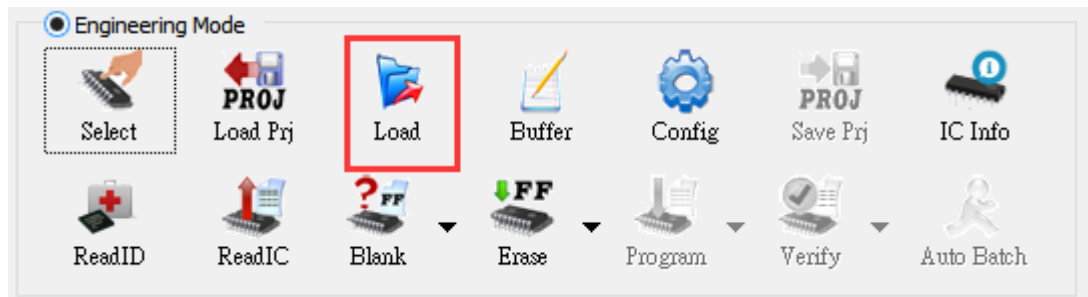 Engineering Mode
PROJ
PROJ
Select Load Prj Load Buffer Config Save Prj IC Info
? FF
FF
ReadID ReadIC Blank Erase Program Verify Auto Batch